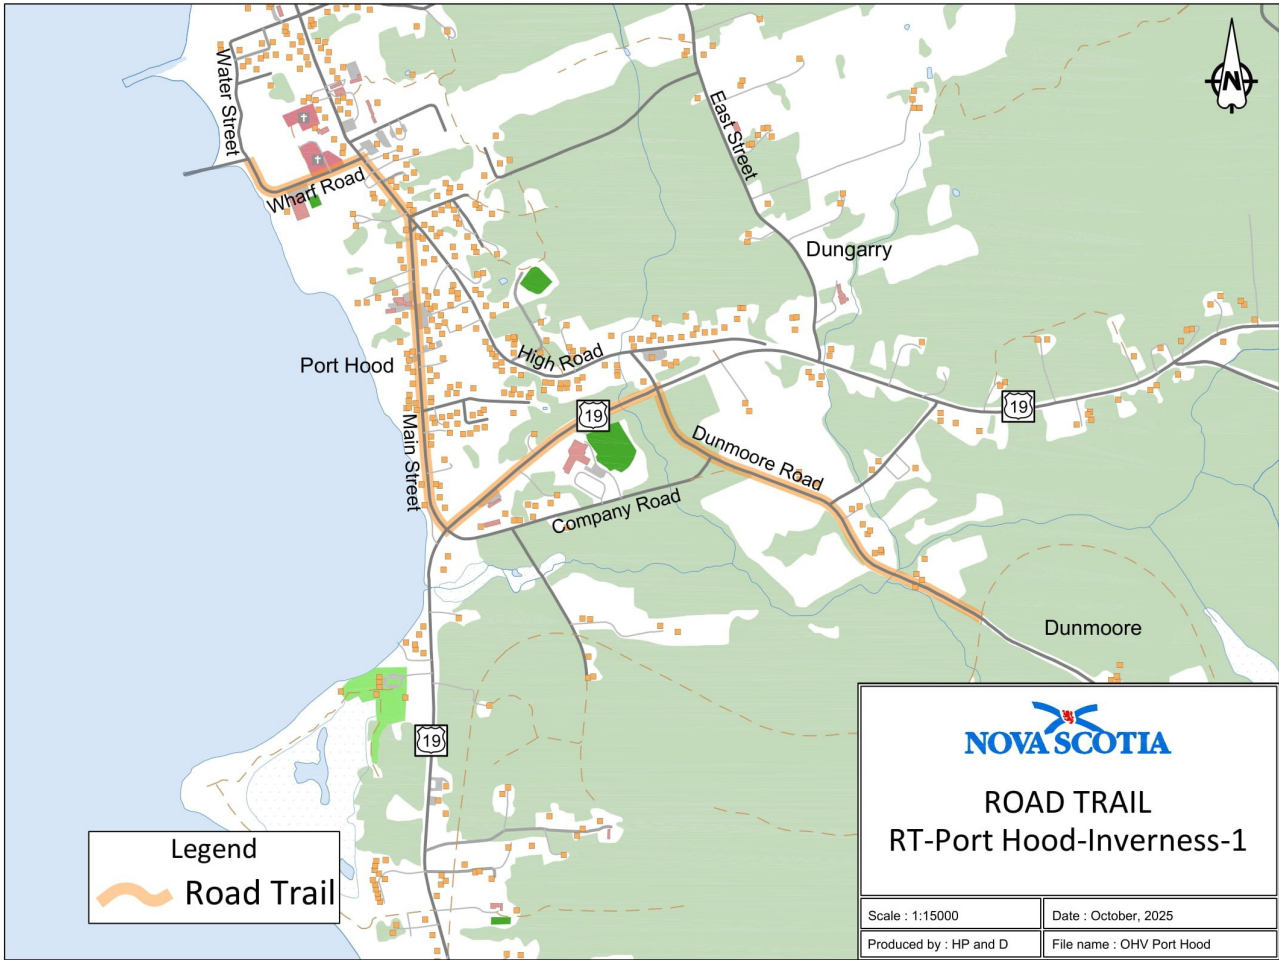 Water Street
N
East Street
Wharf Road
Dungarry
Port Hood
High Road
19
19
Main Street
Dunmoore Road
Company Road
Dunmoore
19
NOVA SCOTIA
ROAD TRAIL
RT-Port Hood-Inverness-1
Legend
Road Trail
Scale : 1:15000
Date : October, 2025
Produced by : HP and D
File name : OHV Port Hood